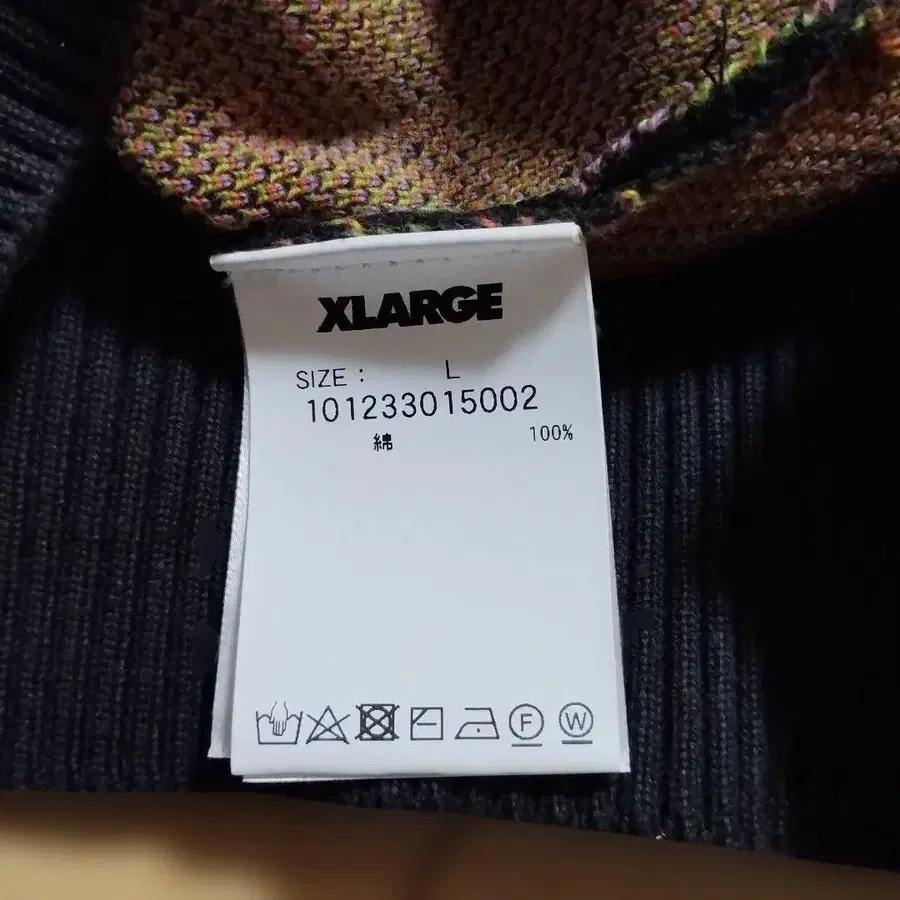 XLARGE
SIZE : L
101233015002
綿 100%
F W